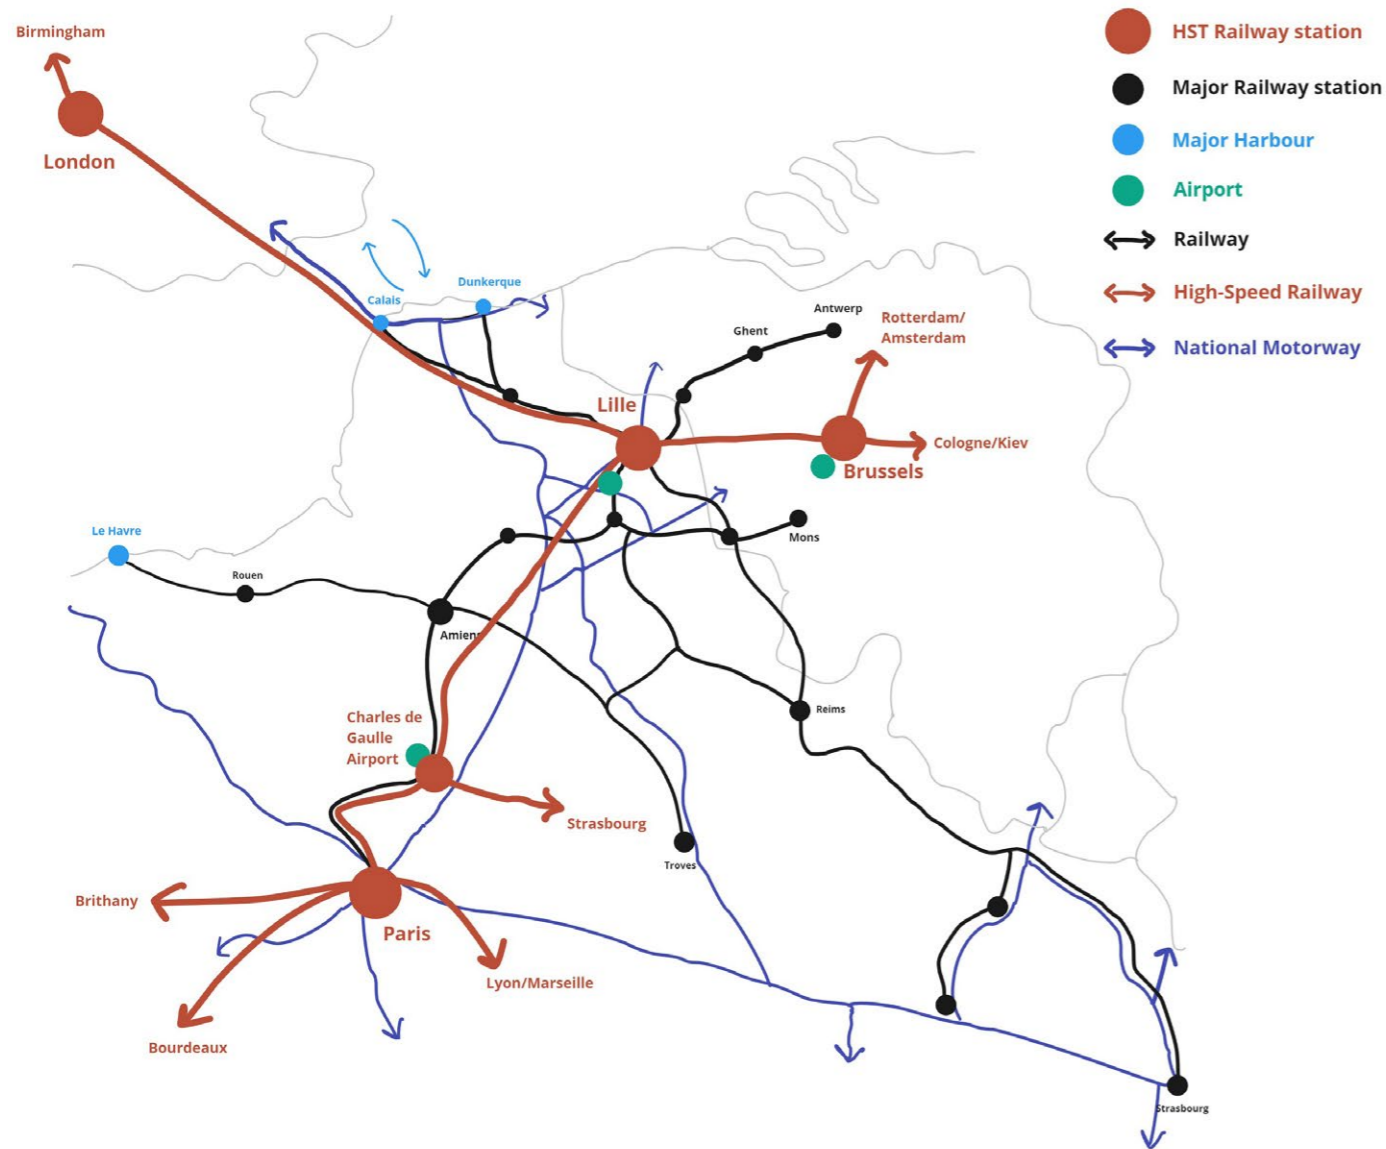 Birmingham
London
HST Railway station
Major Railway station
Major Harbour
Airport
Railway
High-Speed Railway
National Motorway
Calais
Dunkerque
Antwerp
Ghent
Rotterdam/
Amsterdam
Lille
Cologne/Kiev
Brussels
Mons
Le Havre
Rouen
Amiens
Reims
Charles de
Gaulle
Airport
Strasbourg
Troves
Brithany
Paris
Lyon/Marseille
Bourdeaux
Strasbourg